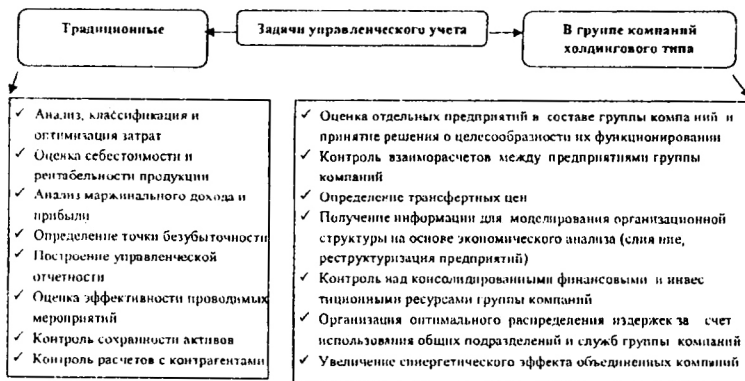 Традиционные
Задачи управленческого учета
В группе компаний
холдингового типа
✓ Анализ, классификация и
оптимизация затрат
✓ Оценка себестоимости и
рентабельности продукции
✓ Анализ маржинального дохода и
прибыли
✓ Определение точки безубыточности
✓ Построение управленческой
отчетности
✓ Оценка эффективности проводимых
мероприятий
✓ Контроль сохранности активов
✓ Контроль расчетов с контрагентами
✓ Оценка отдельных предприятий в составе группы компа ний и
принятие решения о целесообразности их функционировании
✓ Контроль взаиморасчетов между предприятиями группы
компаний
✓ Определение трансфертных цен
✓ Получение информации для моделирования организационной
структуры на основе экономического анализа (слия ние,
реструктуризация предприятий)
✓ Контроль над консолидированными финансовыми и инвес
тиционными ресурсами группы компаний
✓ Организация оптимального распределения издержек за счет
использования общих подразделений и служб группы компаний
✓ Увеличение синергетического эффекта объединенных компаний